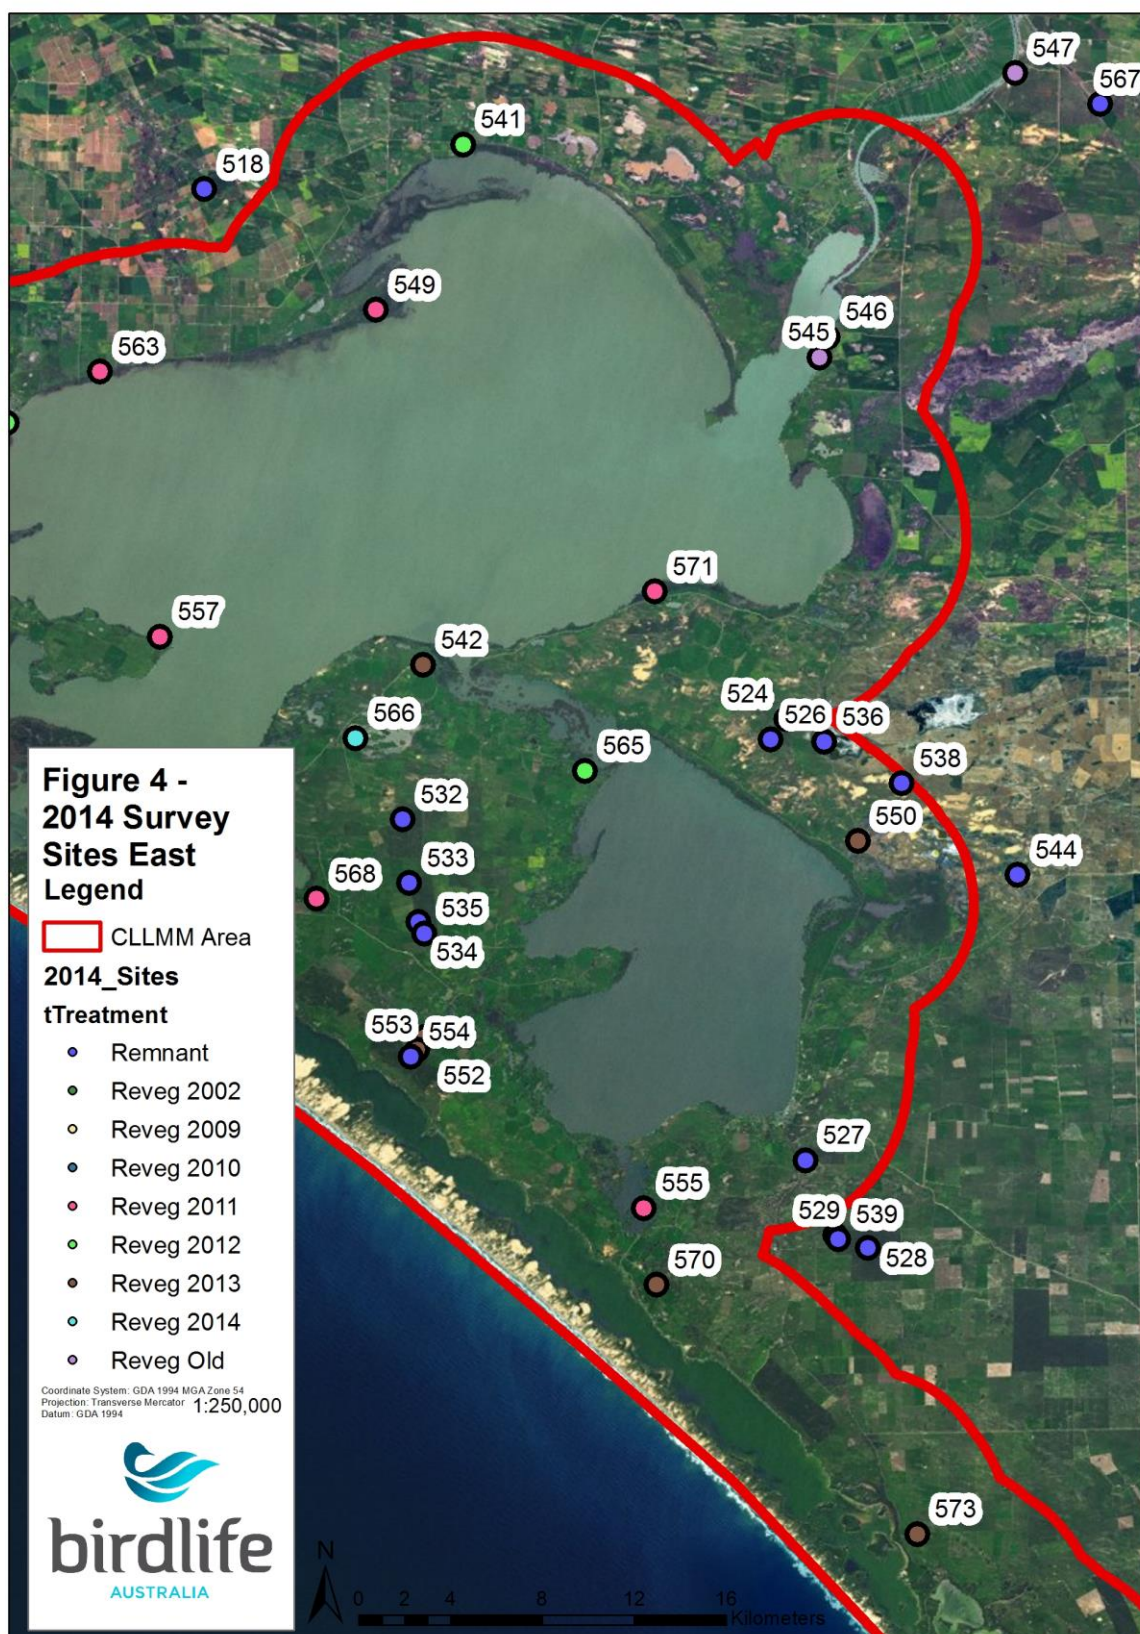 547
567
541
518
549
546
545
563
571
557
542
524
526
536
566
565
538
532
550
544
533
568
535
534
553
554
552
527
555
529
539
528
570
573
Figure 4 -
2014 Survey
Sites East
Legend
CLLMM Area
2014_Sites
tTreatment
Remnant
Reveg 2002
Reveg 2009
Reveg 2010
Reveg 2011
Reveg 2012
Reveg 2013
Reveg 2014
Reveg Old
Coordinate System: GDA 1994 MGA Zone 54
Projection: Transverse Mercator
Datum: GDA 1994
1:250,000
birdlife
AUSTRALIA
N
0 2 4 8 12 16
Kilometers